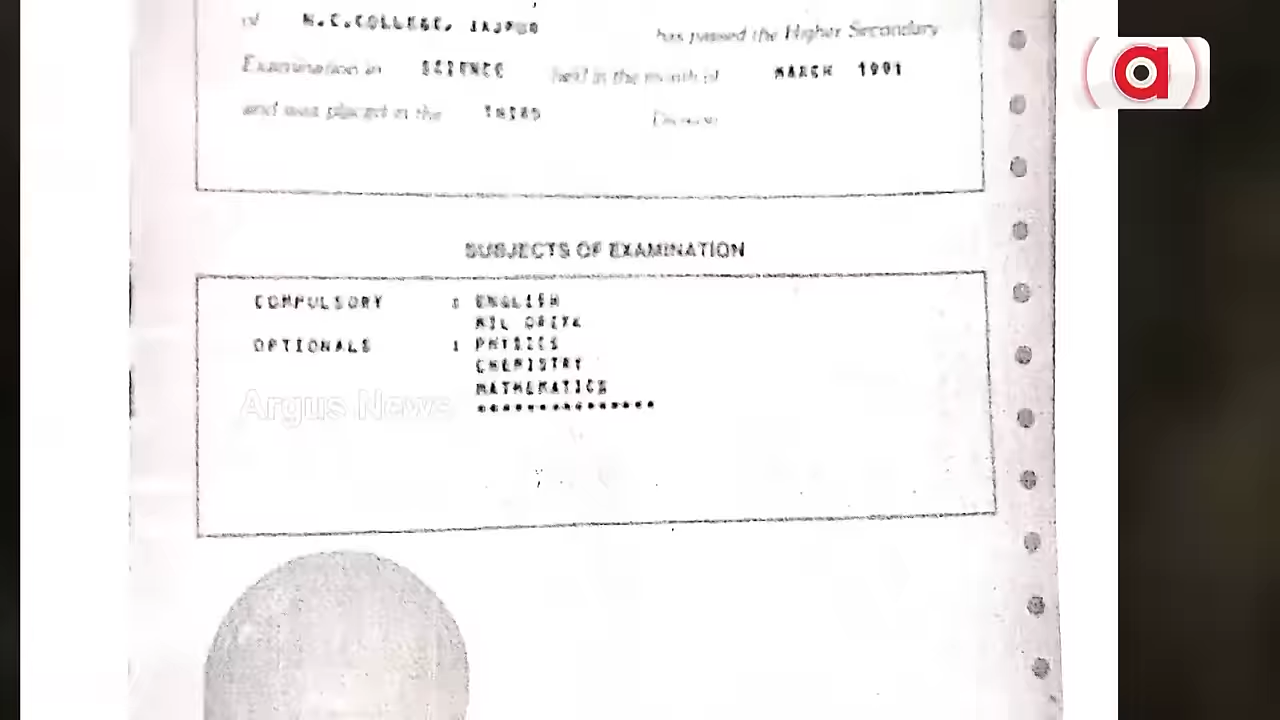 of N.C.COLLEGE, JAJPUR has passed the Higher Secondary
Examination in SCIENCE held in the month of MARCH 1991
and was placed in the THIRD Division
SUBJECTS OF EXAMINATION
COMPULSORY : ENGLISH
MIL ORIYA
OPTIONALS : PHYSICS
CHEMISTRY
MATHEMATICS
****************
Argus News
a